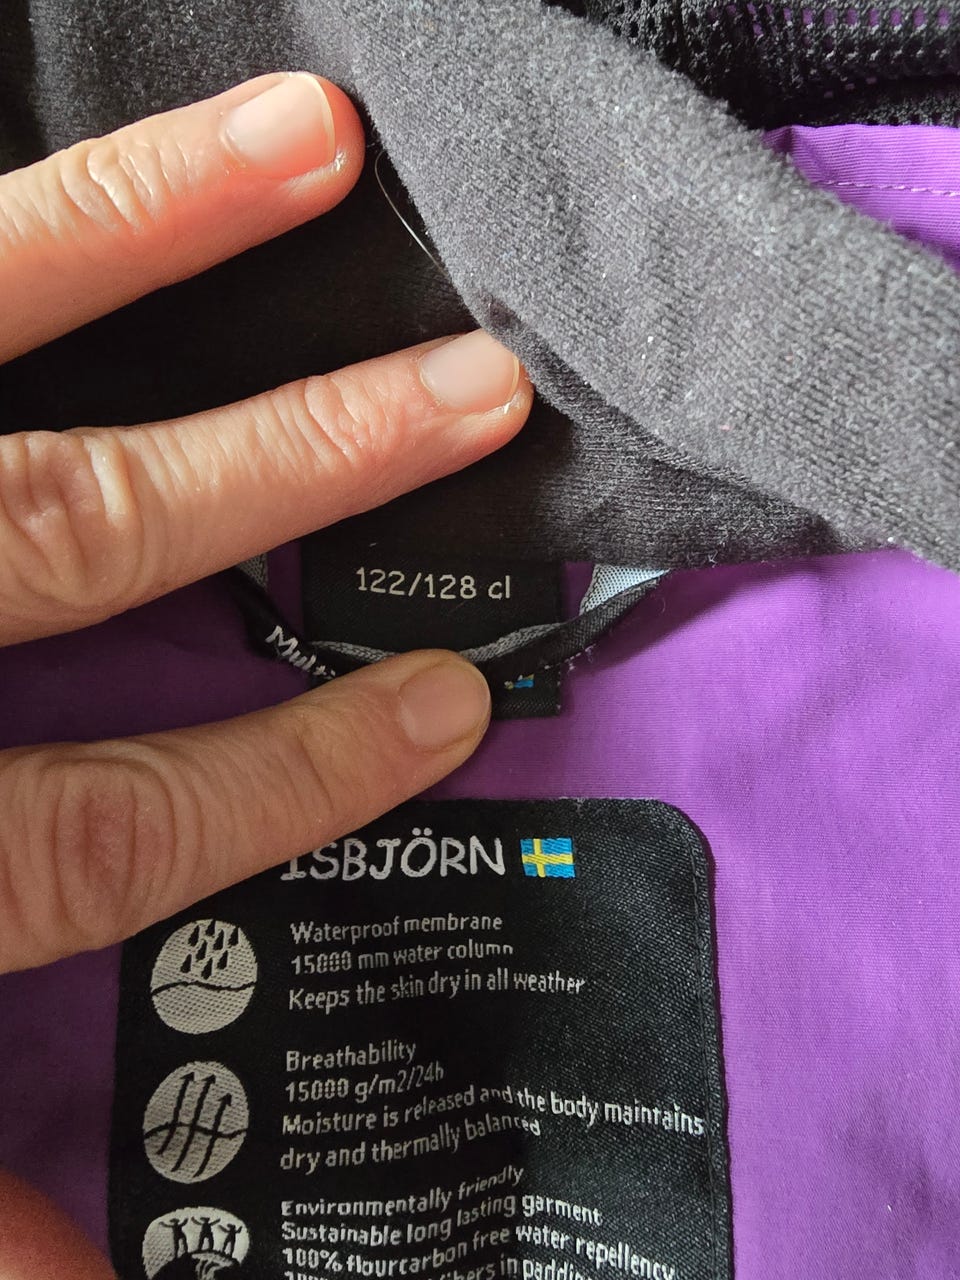 122/128 cl
Multi
ISBJÖRN
Waterproof membrane
15000 mm water column
Keeps the skin dry in all weather
Breathability
15000 g/m2/24h
Moisture is released and the body maintains
dry and thermally balanced
Environmentally friendly
Sustainable long lasting garment
100% flourcarbon free water repellency
in